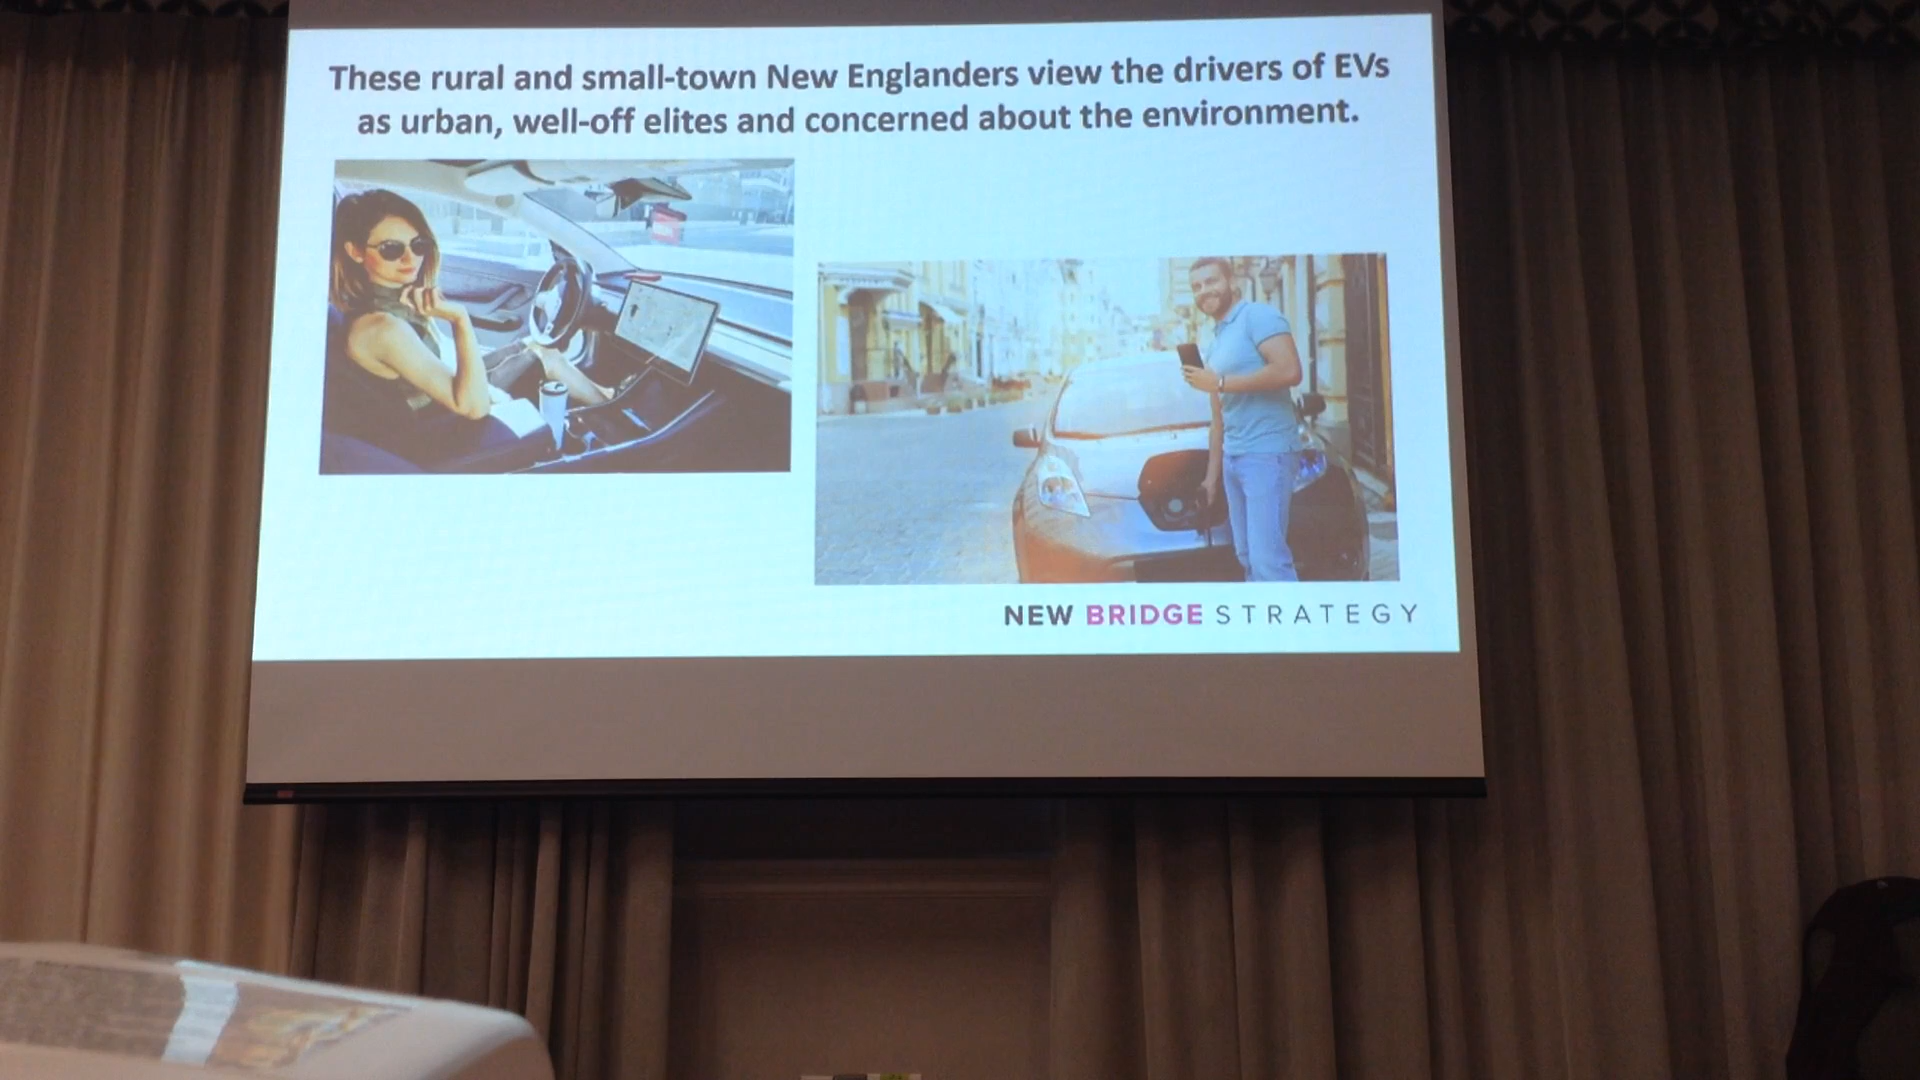 These rural and small-town New Englanders view the drivers of EVs
as urban, well-off elites and concerned about the environment.
NEW BRIDGE STRATEGY